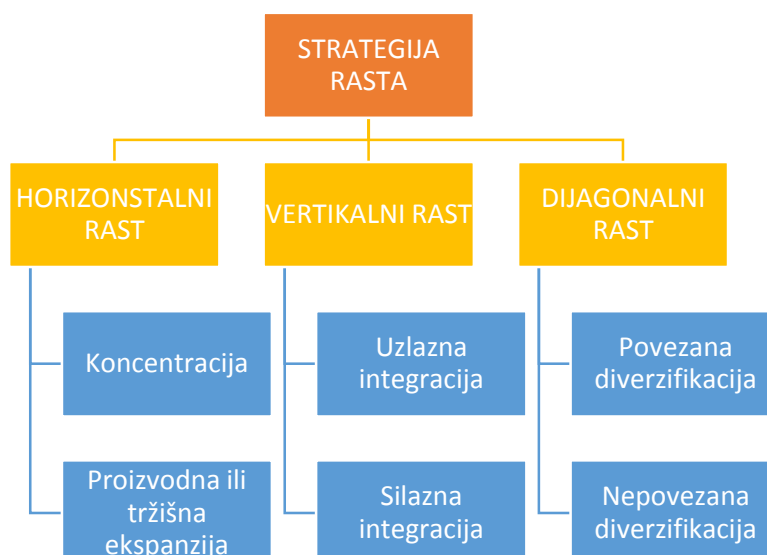 STRATEGIJA
RASTA
HORIZONSTALNI
RAST
VERTIKALNI RAST
DIJAGONALNI
RAST
Koncentracija
Uzlazna
integracija
Povezana
diverzifikacija
Proizvodna ili
tržišna
ekspanzija
Silazna
integracija
Nepovezana
diverzifikacija